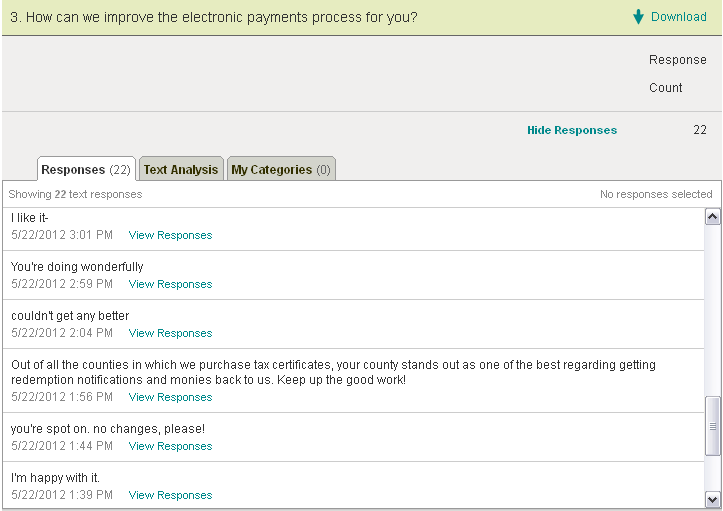 3. How can we improve the electronic payments process for you?
Download
Response
Count
Hide Responses 22
Responses (22) Text Analysis My Categories (0)
Showing 22 text responses No responses selected
I like it-
5/22/2012 3:01 PM View Responses
You're doing wonderfully
5/22/2012 2:59 PM View Responses
couldn't get any better
5/22/2012 2:04 PM View Responses
Out of all the counties in which we purchase tax certificates, your county stands out as one of the best regarding getting
redemption notifications and monies back to us. Keep up the good work!
5/22/2012 1:56 PM View Responses
you're spot on. no changes, please!
5/22/2012 1:44 PM View Responses
I'm happy with it.
5/22/2012 1:39 PM View Responses